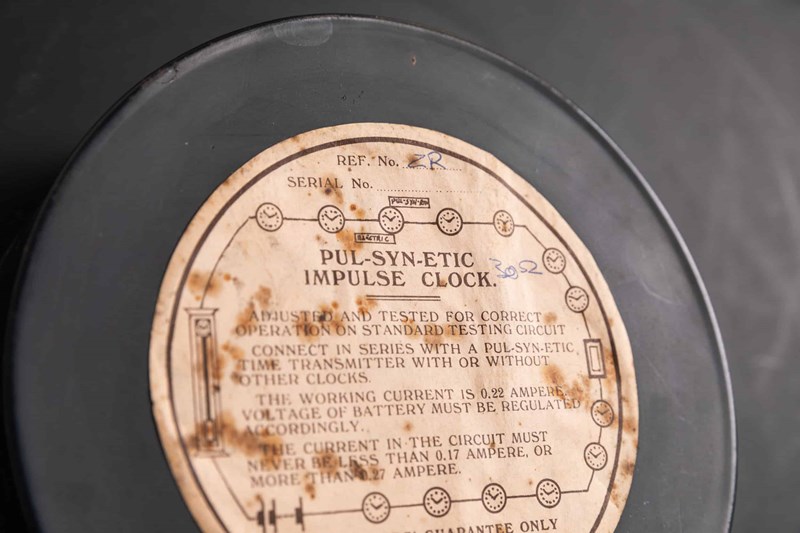 REF. No. ZR
SERIAL No.
PUL-SYN-ETIC
ELECTRIC
PUL-SYN-ETIC
IMPULSE CLOCK.
ADJUSTED AND TESTED FOR CORRECT
OPERATION ON STANDARD TESTING CIRCUIT
CONNECT IN SERIES WITH A PUL-SYN-ETIC
TIME TRANSMITTER WITH OR WITHOUT
OTHER CLOCKS.
THE WORKING CURRENT IS 0.22 AMPERE.
VOLTAGE OF BATTERY MUST BE REGULATED
ACCORDINGLY.
THE CURRENT IN THE CIRCUIT MUST
NEVER BE LESS THAN 0.17 AMPERE, OR
MORE THAN 0.27 AMPERE.
GUARANTEE ONLY